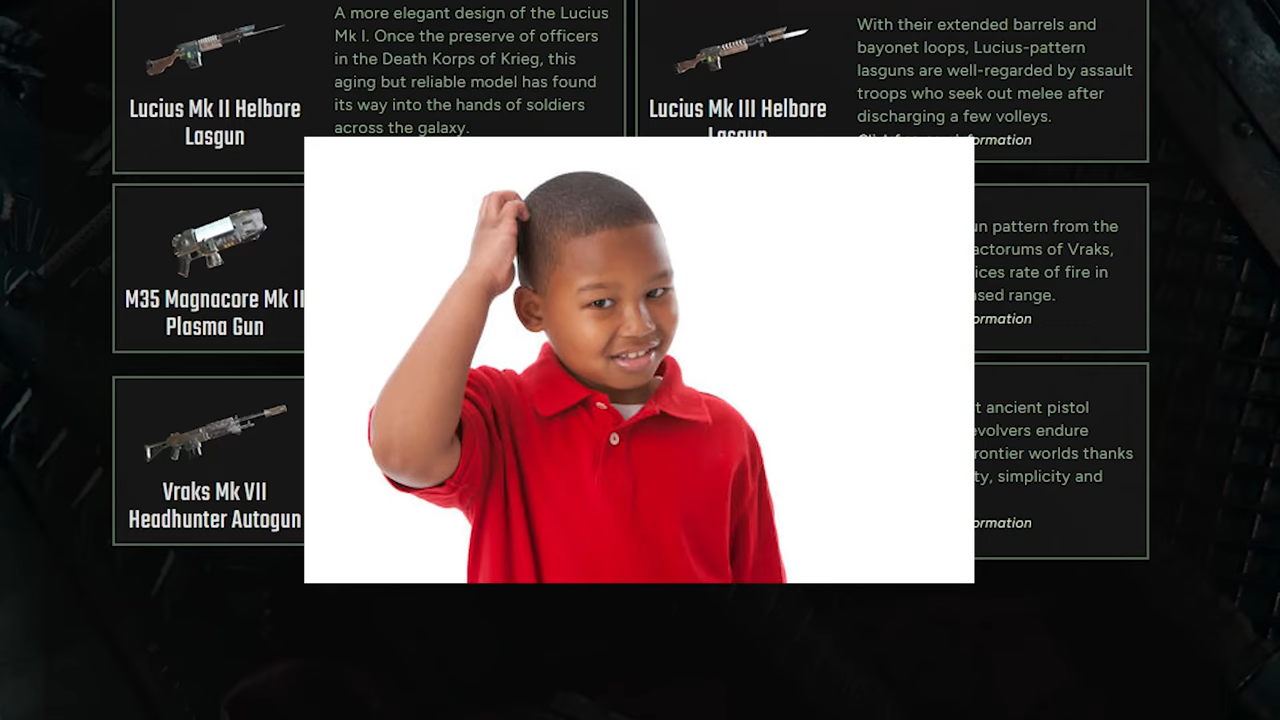 A more elegant design of the Lucius
Mk I. Once the preserve of officers
in the Death Korps of Krieg, this
aging but reliable model has found
its way into the hands of soldiers
across the galaxy.
Lucius Mk II Helbore
Lasgun
With their extended barrels and
bayonet loops, Lucius-pattern
lasguns are well-regarded by assault
troops who seek out melee after
discharging a few volleys.
Lucius Mk III Helbore
Lasgun
M35 Magnacore Mk II
Plasma Gun
un pattern from the
actorums of Vraks,
ices rate of fire in
ased range.
ormation
Vraks Mk VII
Headhunter Autogun
t ancient pistol
evolvers endure
rontier worlds thanks
ty, simplicity and
ormation